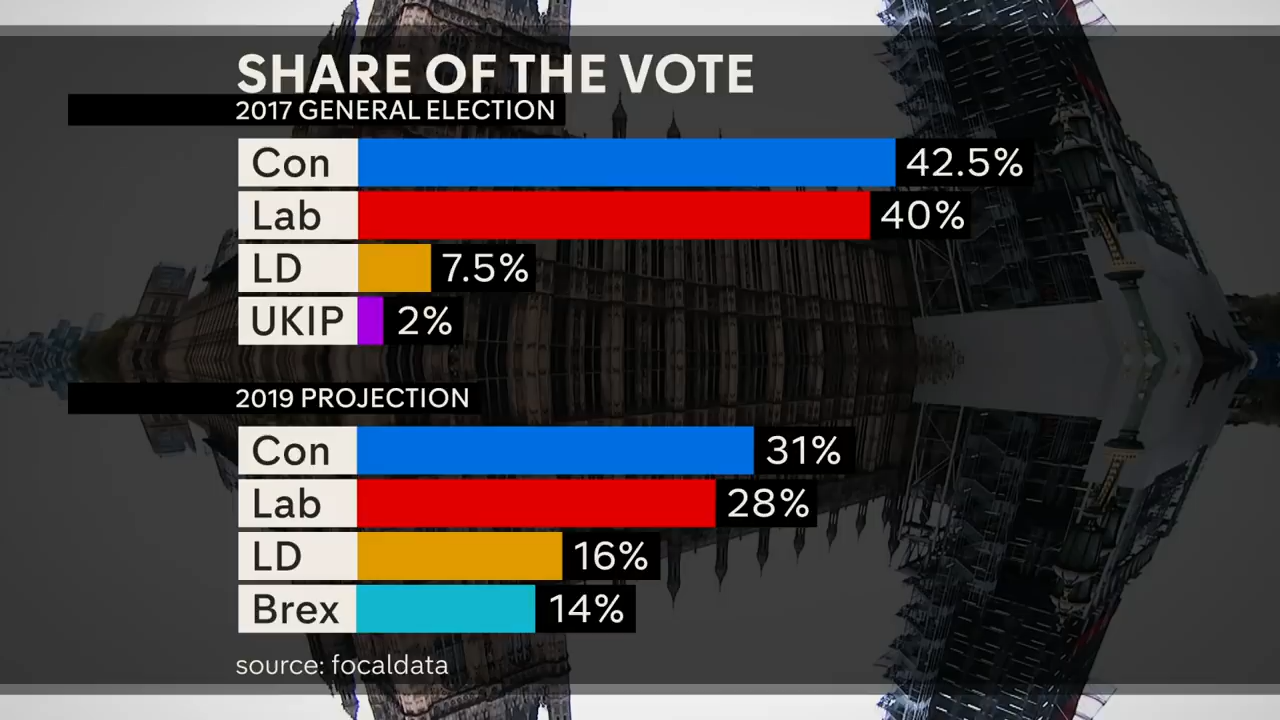 SHARE OF THE VOTE
2017 GENERAL ELECTION
Con 42.5%
Lab 40%
LD 7.5%
UKIP 2%
2019 PROJECTION
Con 31%
Lab 28%
LD 16%
Brex 14%
source: focaldata